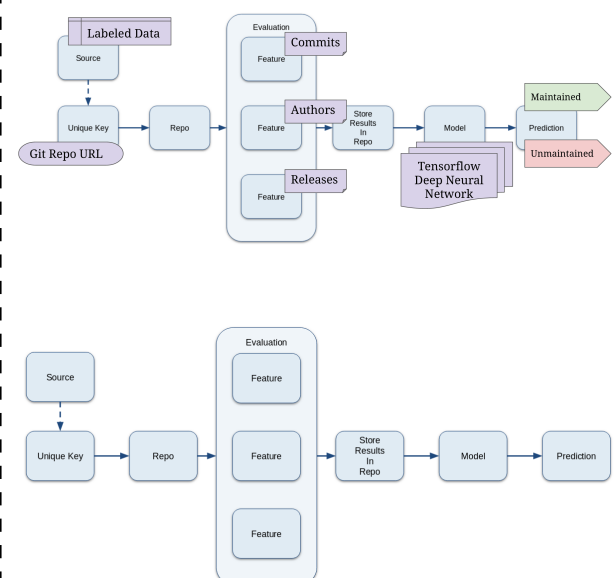 Labeled Data
Source
Unique Key
Git Repo URL
Repo
Evaluation
Feature
Commits
Feature
Authors
Feature
Releases
Store
Results
In
Repo
Model
Tensorflow
Deep Neural
Network
Prediction
Maintained
Unmaintained
Source
Unique Key
Repo
Evaluation
Feature
Feature
Feature
Store
Results
In
Repo
Model
Prediction